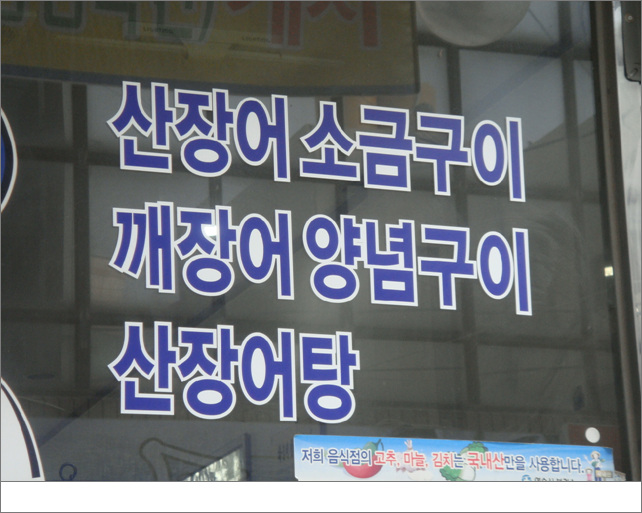 산장어 소금구이
깨장어 양념구이
산장어탕
저희 음식점의 고추, 마늘, 김치는 국내산만을 사용합니다.